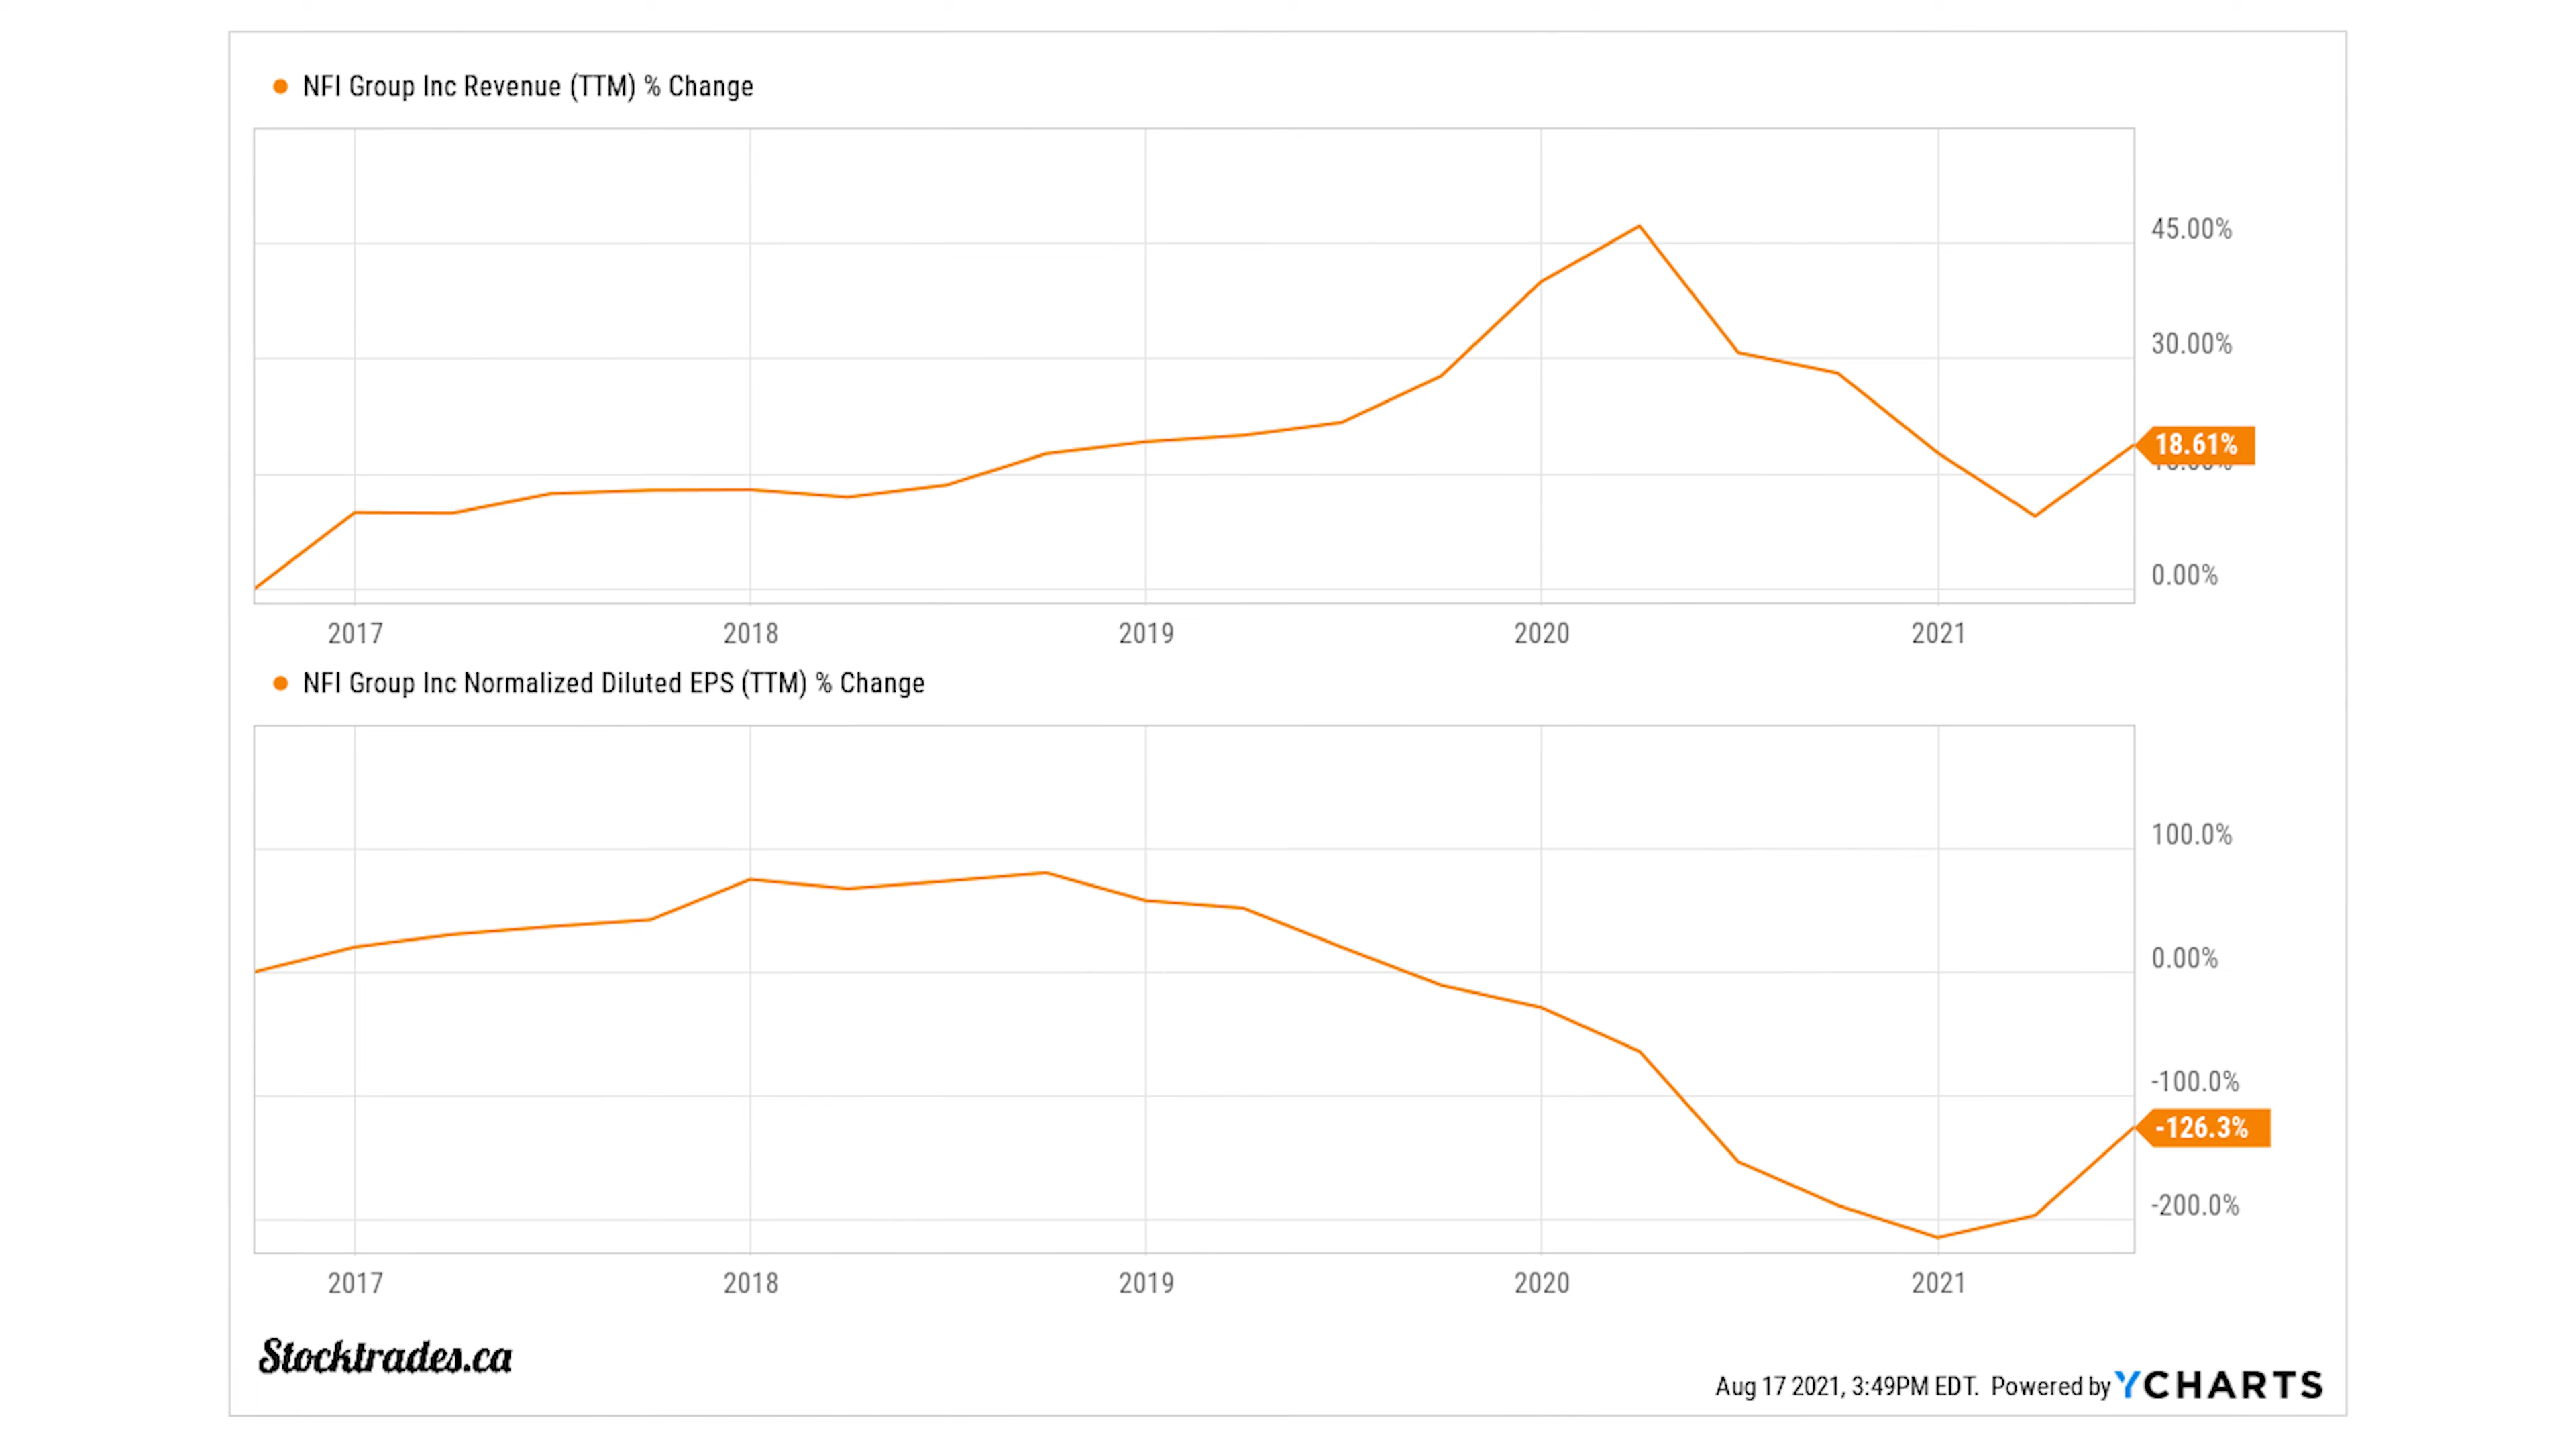 NFI Group Inc Revenue (TTM) % Change
45.00%
30.00%
18.61%
0.00%
2017 2018 2019 2020 2021
NFI Group Inc Normalized Diluted EPS (TTM) % Change
100.0%
0.00%
-100.0%
-126.3%
-200.0%
2017 2018 2019 2020 2021
Stocktrades.ca
Aug 17 2021, 3:49PM EDT. Powered by YCHARTS